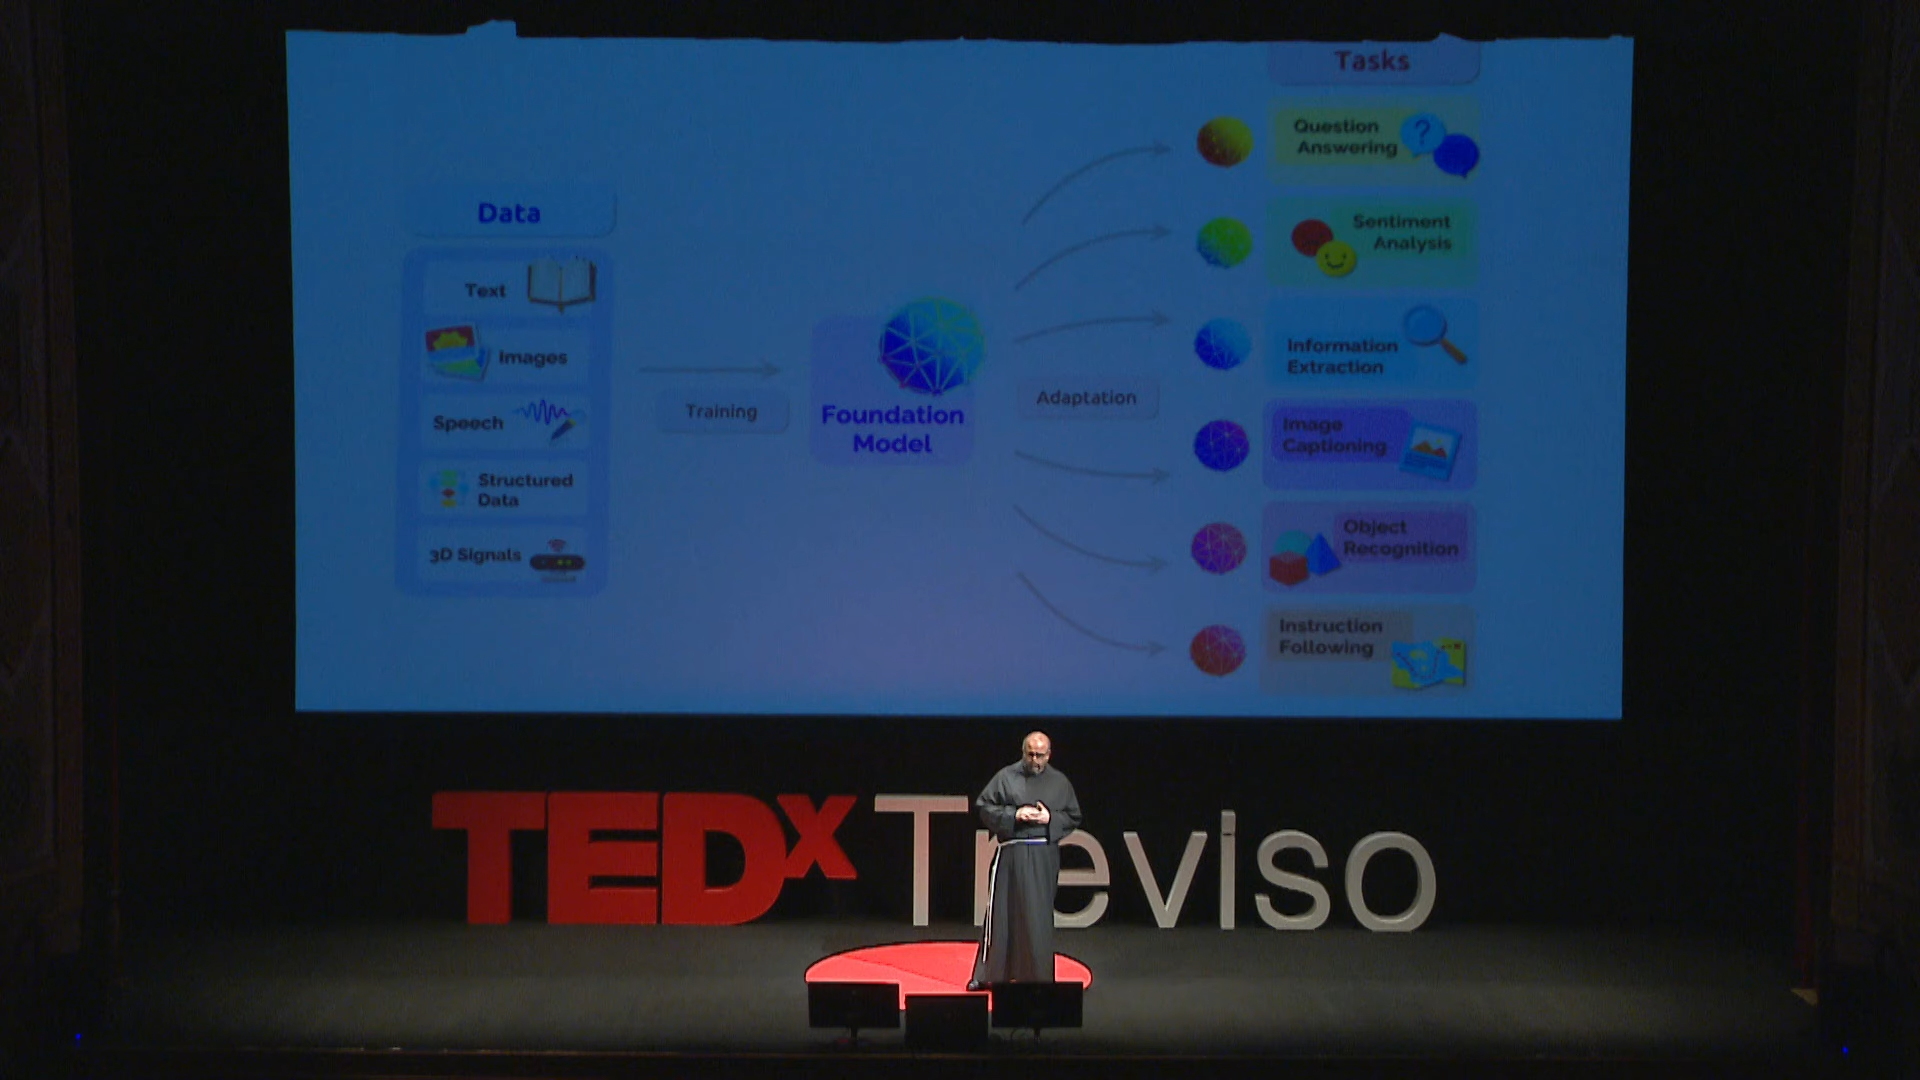 Tasks
Question
Answering
Sentiment
Analysis
Data
Text
Images
Speech
Structured
Data
3D Signals
Training
Foundation
Model
Adaptation
Information
Extraction
Image
Captioning
Object
Recognition
Instruction
Following
TEDx Treviso